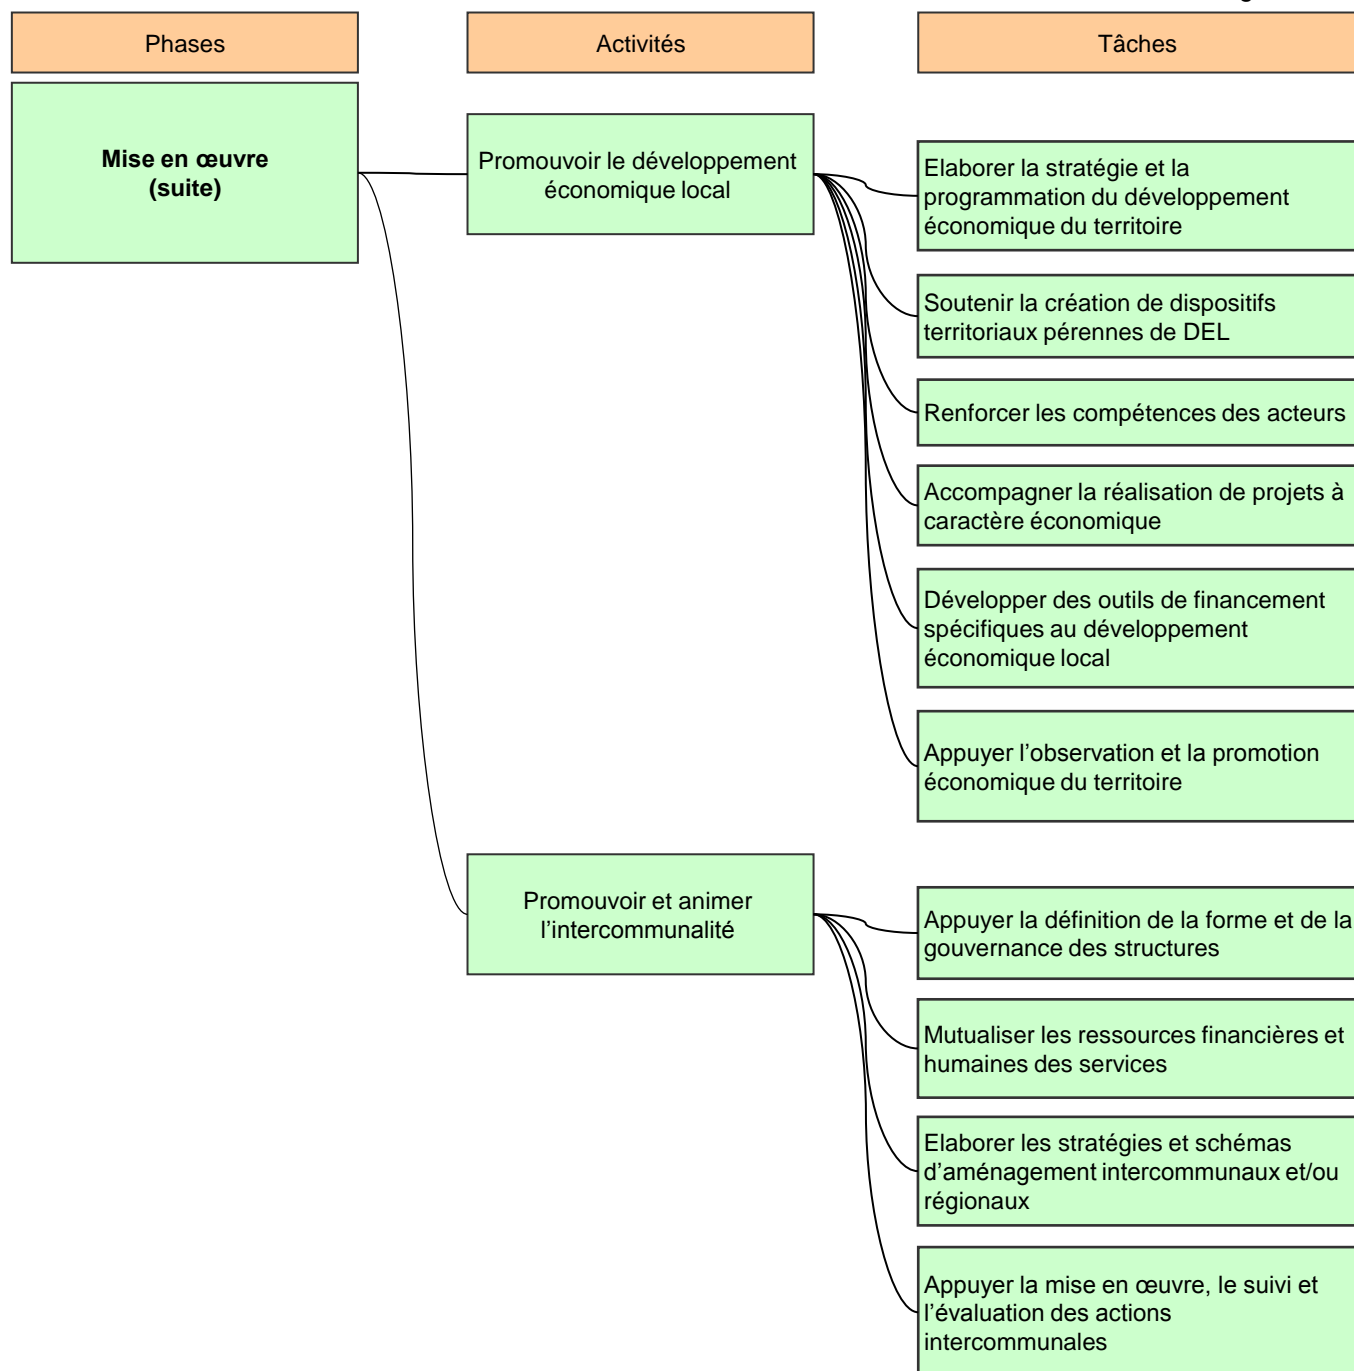 Phases
Activités
Tâches
Mise en œuvre
(suite)
Promouvoir le développement
économique local
Elaborer la stratégie et la
programmation du développement
économique du territoire
Soutenir la création de dispositifs
territoriaux pérennes de DEL
Renforcer les compétences des acteurs
Accompagner la réalisation de projets à
caractère économique
Développer des outils de financement
spécifiques au développement
économique local
Appuyer l’observation et la promotion
économique du territoire
Promouvoir et animer
l’intercommunalité
Appuyer la définition de la forme et de la
gouvernance des structures
Mutualiser les ressources financières et
humaines des services
Elaborer les stratégies et schémas
d’aménagement intercommunaux et/ou
régionaux
Appuyer la mise en œuvre, le suivi et
l’évaluation des actions
intercommunales